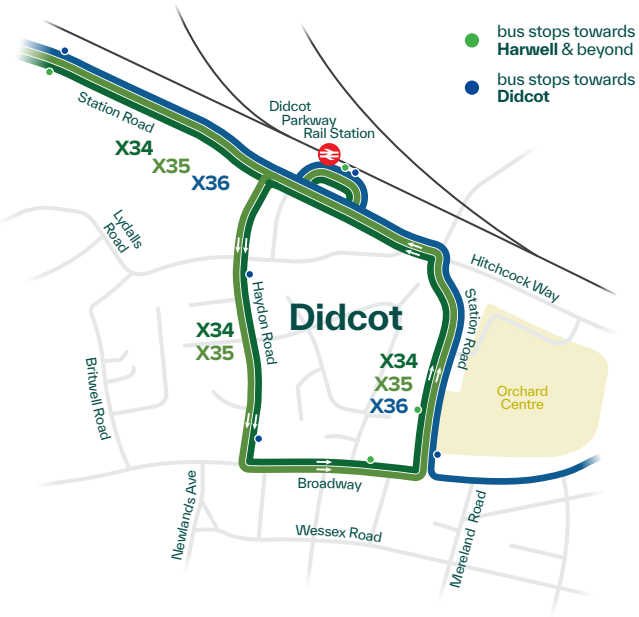 bus stops towards
Harwell & beyond
bus stops towards
Didcot
Didcot
Parkway
Rail Station
Station Road
X34
X35
X36
Lydalls
Road
Hitchcock Way
Haydon Road
Didcot
Station Road
X34
X35
X34
X35
X36
Britwell Road
Orchard
Centre
Broadway
Newlands Ave
Wessex Road
Mereland Road